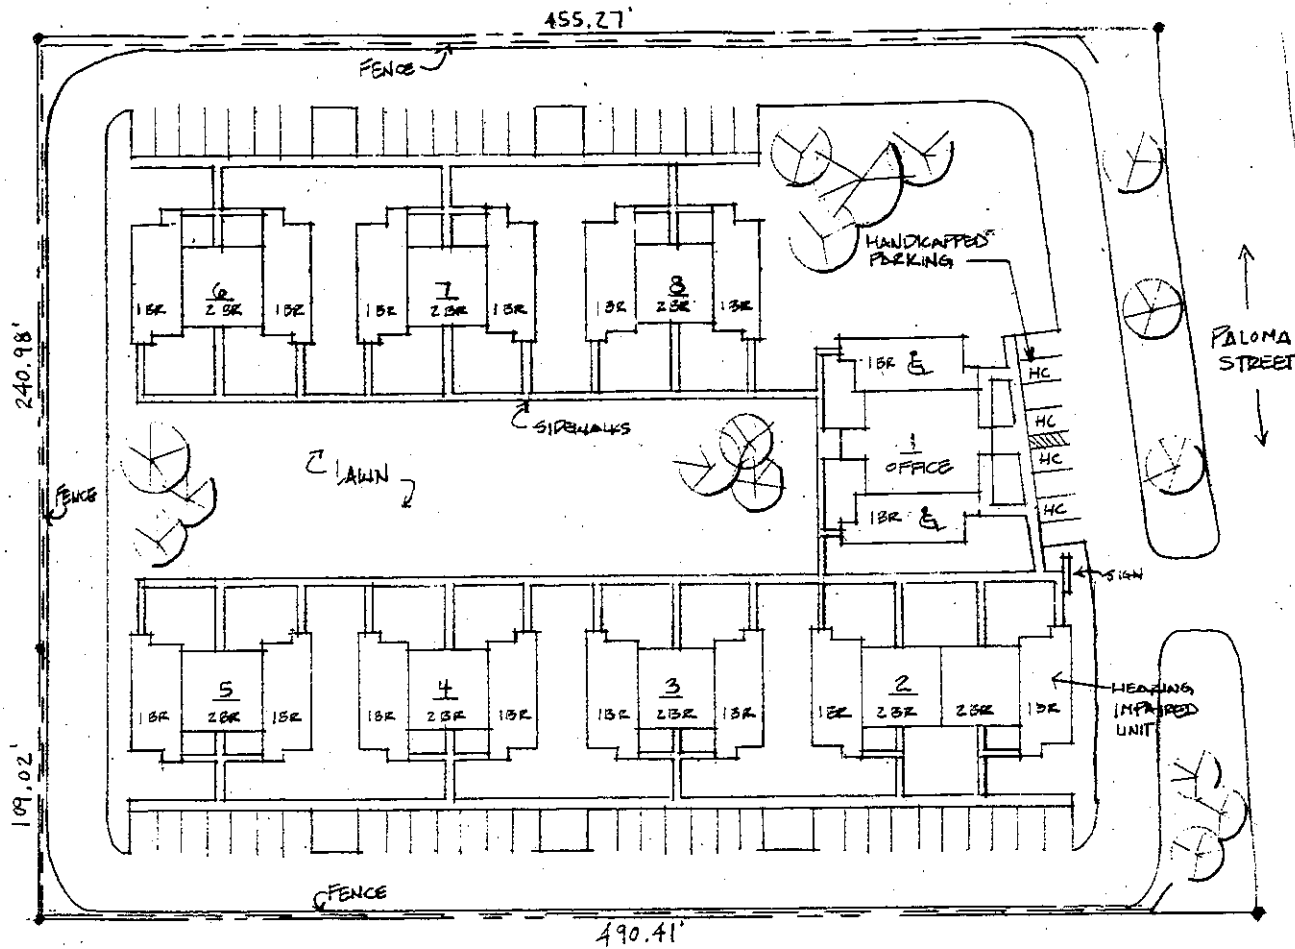 455.27'
FENCE
6
7
8
1 BR
2 BR
1 BR
1 BR
2 BR
1 BR
1 BR
2 BR
1 BR
HANDICAPPED
PARKING
240.98'
PALOMA
STREET
1 BR
HC
SIDEWALKS
HC
1
OFFICE
HC
LAWN
FENCE
HC
1 BR
SIGN
5
4
3
2
1 BR
2 BR
1 BR
1 BR
2 BR
1 BR
1 BR
2 BR
1 BR
1 BR
2 BR
2 BR
1 BR
HEARING
IMPAIRED
UNIT
109.02'
FENCE
490.41'